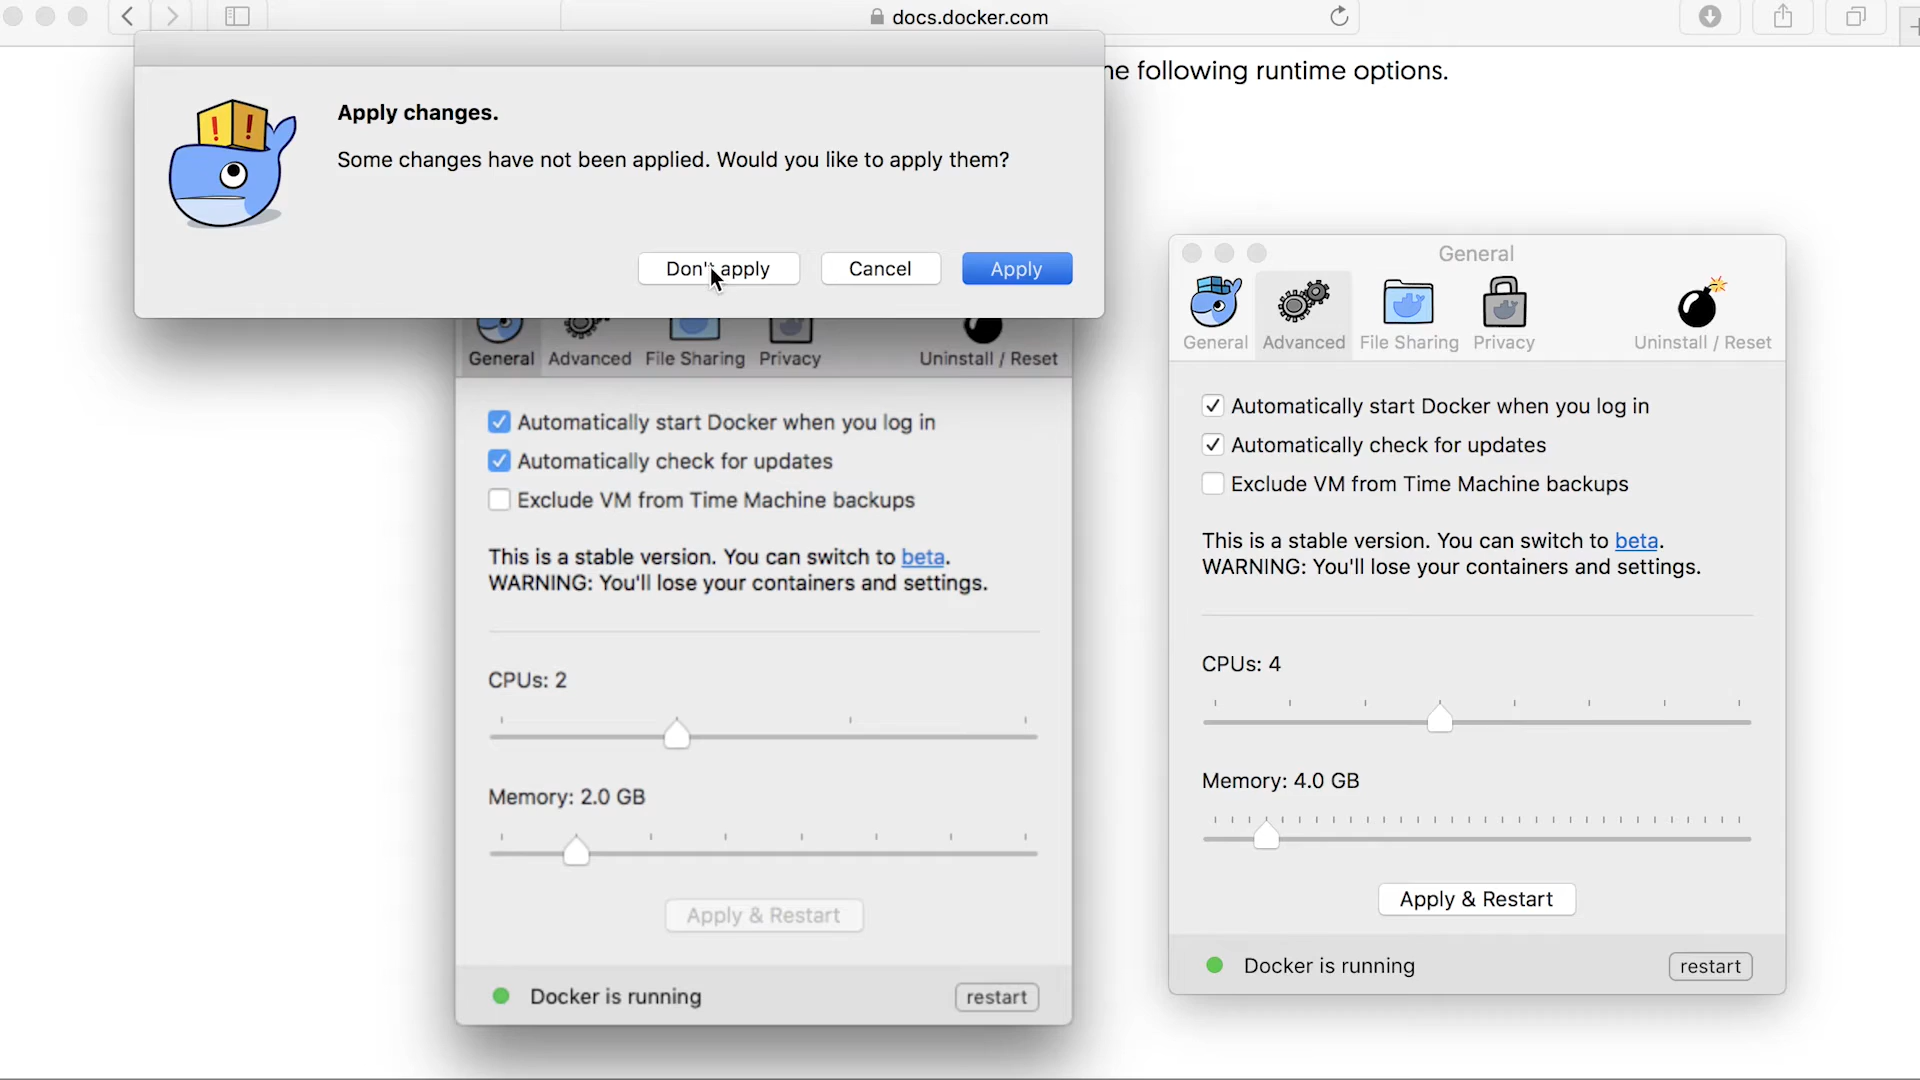 docs.docker.com
he following runtime options.
Apply changes.
Some changes have not been applied. Would you like to apply them?
Don't apply
Cancel
Apply
General
Advanced
File Sharing
Privacy
Uninstall / Reset
Automatically start Docker when you log in
Automatically check for updates
Exclude VM from Time Machine backups
This is a stable version. You can switch to beta.
WARNING: You'll lose your containers and settings.
CPUs: 2
Memory: 2.0 GB
Apply & Restart
Docker is running
restart
General
General
Advanced
File Sharing
Privacy
Uninstall / Reset
Automatically start Docker when you log in
Automatically check for updates
Exclude VM from Time Machine backups
This is a stable version. You can switch to beta.
WARNING: You'll lose your containers and settings.
CPUs: 4
Memory: 4.0 GB
Apply & Restart
Docker is running
restart